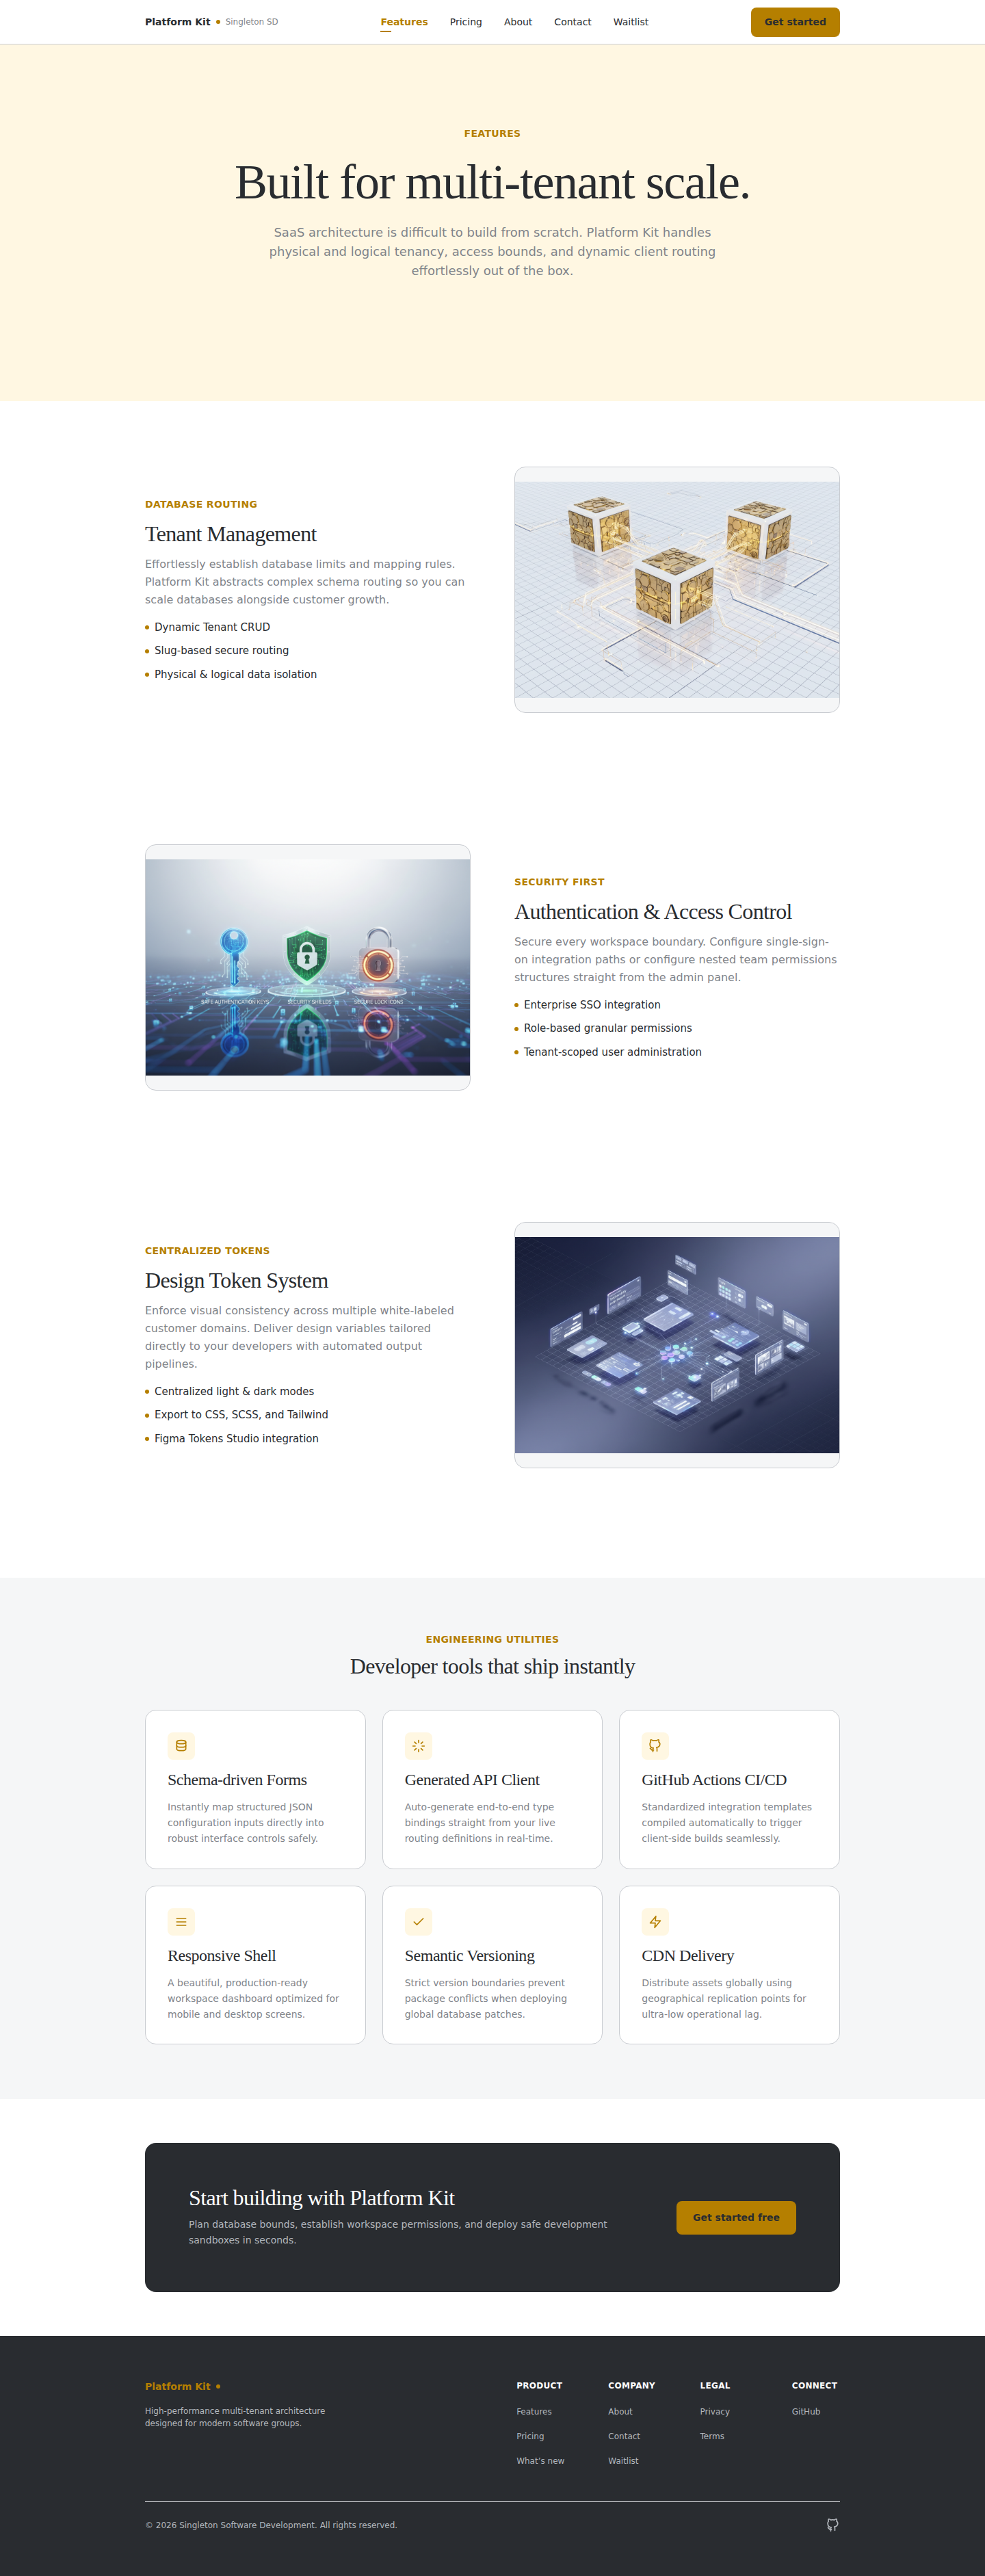 Platform Kit • Singleton SD
Features
Pricing
About
Contact
Waitlist
Get started
FEATURES
Built for multi-tenant scale.
SaaS architecture is difficult to build from scratch. Platform Kit handles
physical and logical tenancy, access bounds, and dynamic client routing
effortlessly out of the box.
DATABASE ROUTING
Tenant Management
Effortlessly establish database limits and mapping rules.
Platform Kit abstracts complex schema routing so you can
scale databases alongside customer growth.
Dynamic Tenant CRUD
Slug-based secure routing
Physical & logical data isolation
SAFE AUTHENTICATION KEYS
SECURITY SHIELDS
SECURE LOCK ICONS
SECURITY FIRST
Authentication & Access Control
Secure every workspace boundary. Configure single-sign-
on integration paths or configure nested team permissions
structures straight from the admin panel.
Enterprise SSO integration
Role-based granular permissions
Tenant-scoped user administration
CENTRALIZED TOKENS
Design Token System
Enforce visual consistency across multiple white-labeled
customer domains. Deliver design variables tailored
directly to your developers with automated output
pipelines.
Centralized light & dark modes
Export to CSS, SCSS, and Tailwind
Figma Tokens Studio integration
ENGINEERING UTILITIES
Developer tools that ship instantly
Schema-driven Forms
Instantly map structured JSON
configuration inputs directly into
robust interface controls safely.
Generated API Client
Auto-generate end-to-end type
bindings straight from your live
routing definitions in real-time.
GitHub Actions CI/CD
Standardized integration templates
compiled automatically to trigger
client-side builds seamlessly.
Responsive Shell
A beautiful, production-ready
workspace dashboard optimized for
mobile and desktop screens.
Semantic Versioning
Strict version boundaries prevent
package conflicts when deploying
global database patches.
CDN Delivery
Distribute assets globally using
geographical replication points for
ultra-low operational lag.
Start building with Platform Kit
Plan database bounds, establish workspace permissions, and deploy safe development
sandboxes in seconds.
Get started free
Platform Kit •
High-performance multi-tenant architecture
designed for modern software groups.
PRODUCT
Features
Pricing
What's new
COMPANY
About
Contact
Waitlist
LEGAL
Privacy
Terms
CONNECT
GitHub
© 2026 Singleton Software Development. All rights reserved.